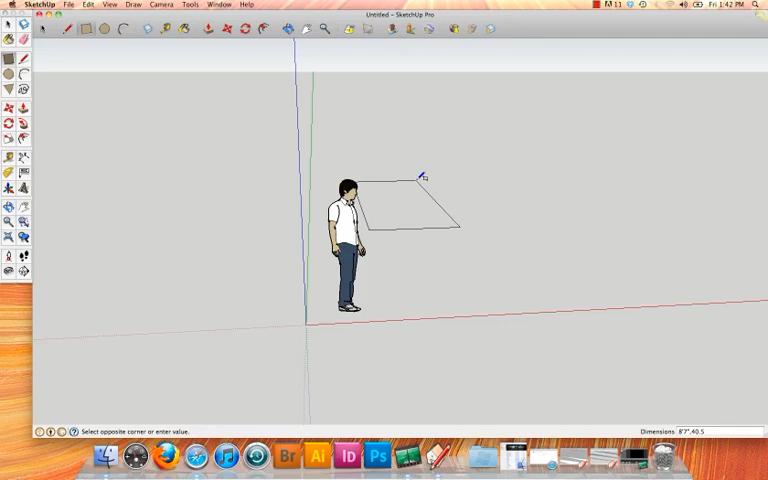 SketchUp File Edit View Draw Camera Tools Window Help
11 Fri 1:42 PM
Untitled - SketchUp Pro
Select opposite corner or enter value.
Dimensions 8'7",40.5
Br Ai Id Ps